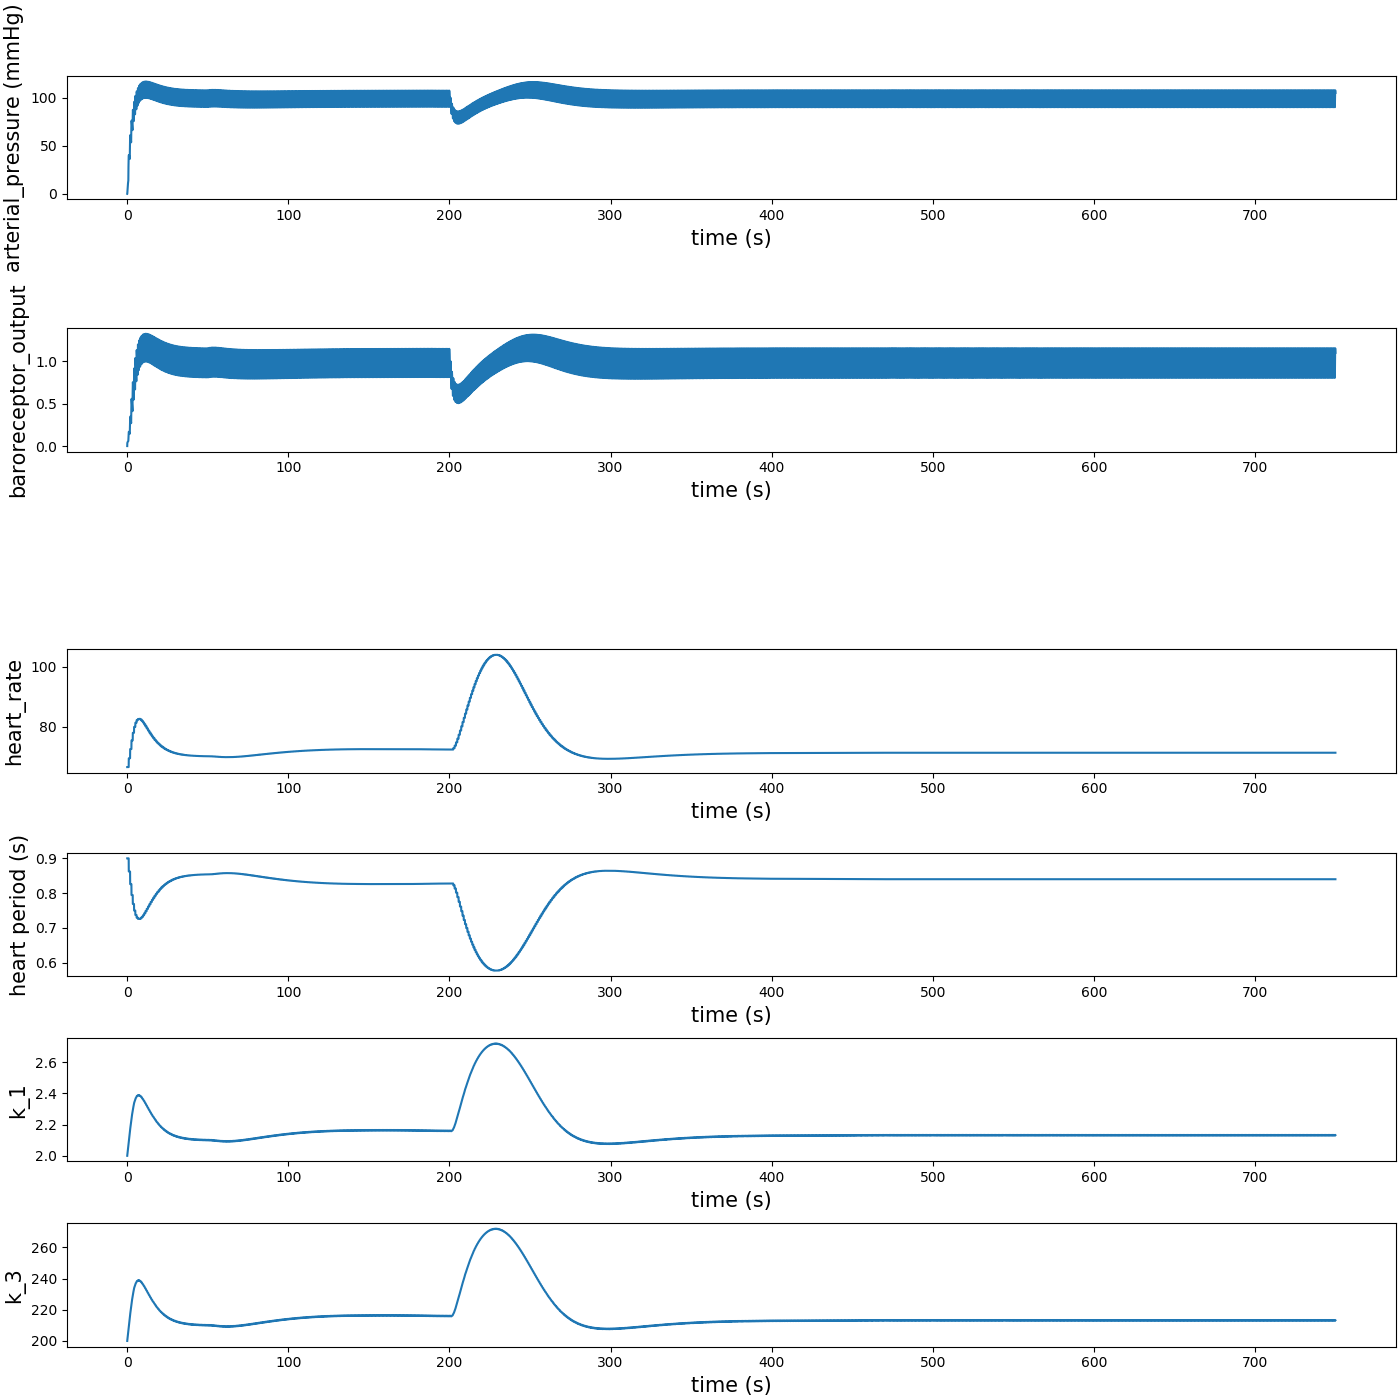 arterial_pressure (mmHg)
100
50
0
0 100 200 300 400 500 600 700
time (s)
baroreceptor_output
1.0
0.5
0.0
0 100 200 300 400 500 600 700
time (s)
heart_rate
100
80
0 100 200 300 400 500 600 700
time (s)
heart period (s)
0.9
0.8
0.7
0.6
0 100 200 300 400 500 600 700
time (s)
k_1
2.6
2.4
2.2
2.0
0 100 200 300 400 500 600 700
time (s)
k_3
260
240
220
200
0 100 200 300 400 500 600 700
time (s)